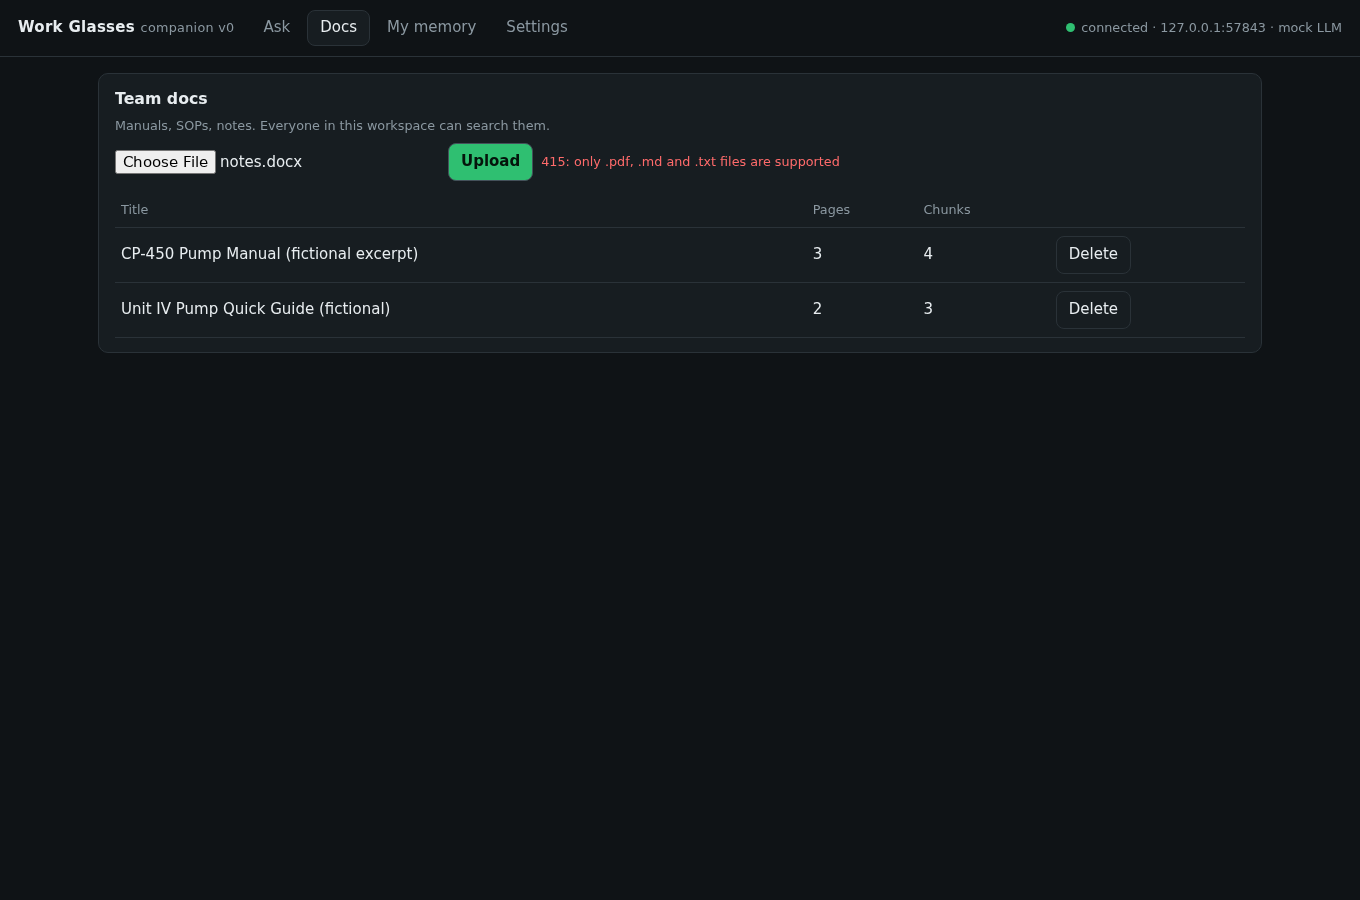 Work Glasses companion v0 Ask Docs My memory Settings connected · 127.0.0.1:57843 · mock LLM
Team docs
Manuals, SOPs, notes. Everyone in this workspace can search them.
Choose File notes.docx Upload 415: only .pdf, .md and .txt files are supported
Title Pages Chunks
CP-450 Pump Manual (fictional excerpt) 3 4 Delete
Unit IV Pump Quick Guide (fictional) 2 3 Delete